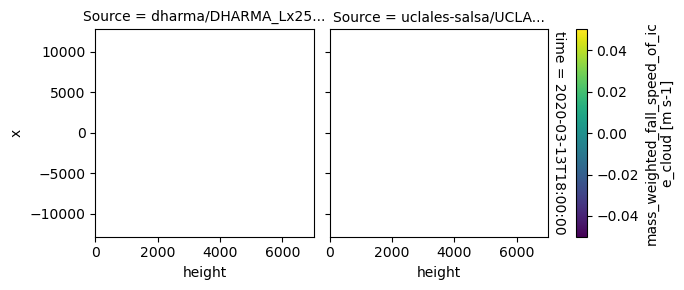 Source = dharma/DHARMA_Lx25...
Source = uclales-salsa/UCLA...
10000
5000
0
−5000
−10000
x
0
2000
4000
6000
height
0
2000
4000
6000
height
time = 2020-03-13T18:00:00
0.04
0.02
0.00
−0.02
−0.04
mass_weighted_fall_speed_of_ic
e_cloud [m s-1]